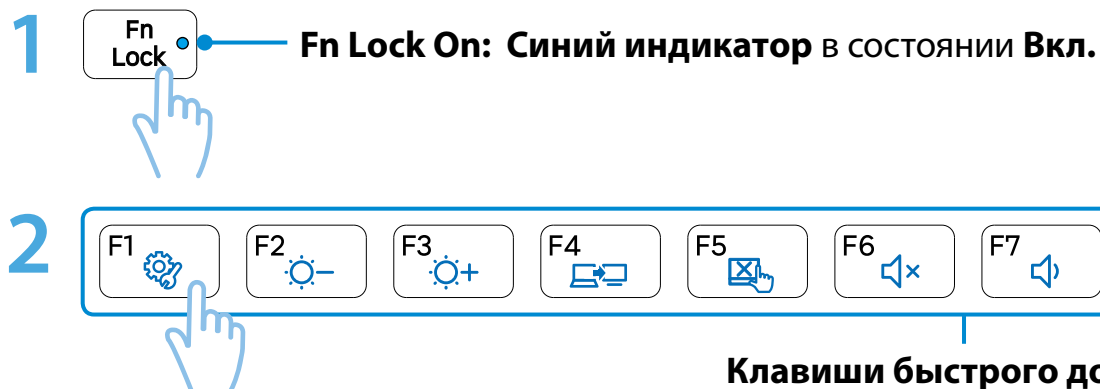 1
Fn
Lock
Fn Lock On: Синий индикатор в состоянии Вкл.
2
F1 F2 F3 F4 F5 F6 F7
Клавиши быстрого